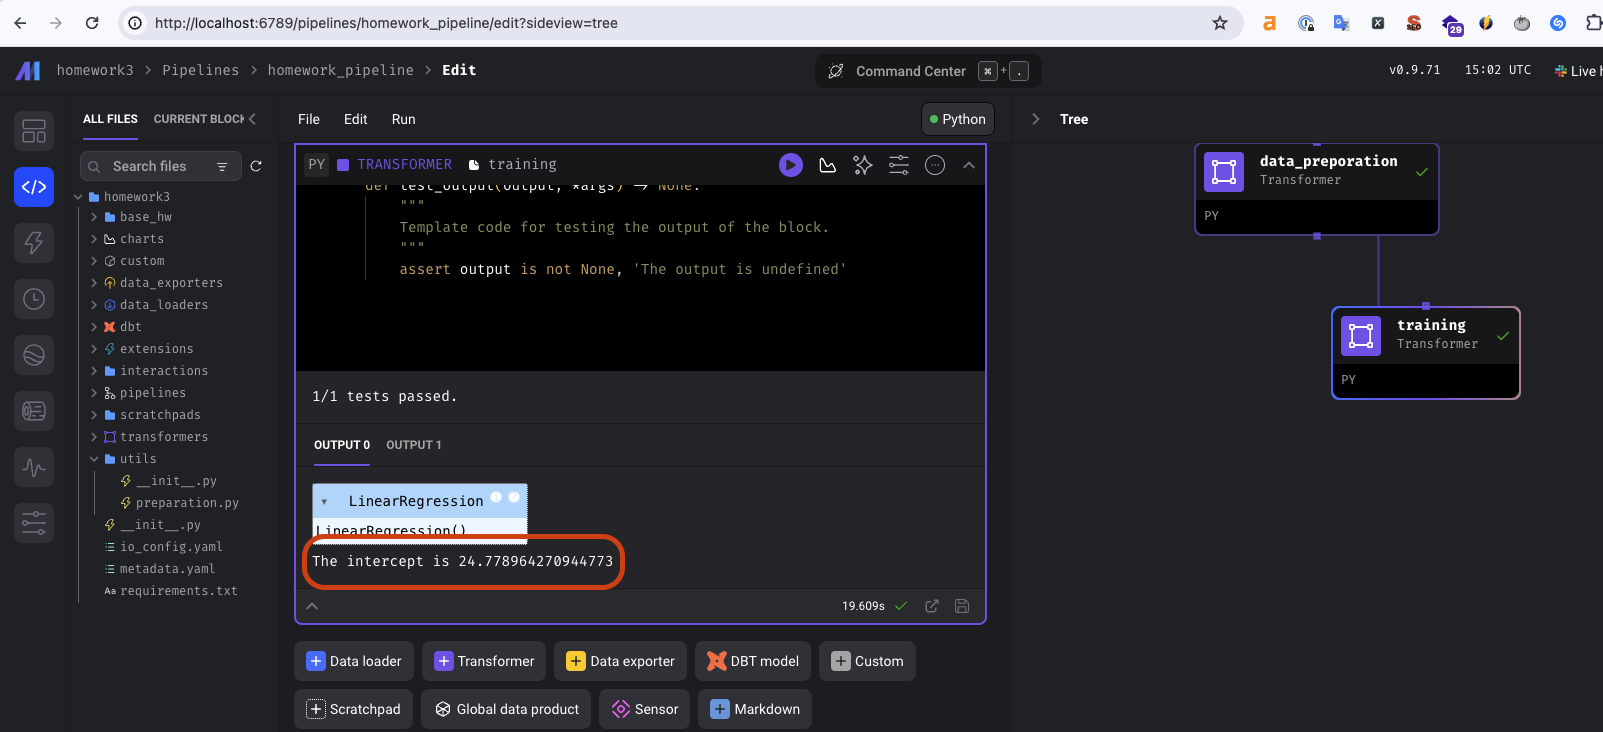 http://localhost:6789/pipelines/homework_pipeline/edit?sideview=tree
29
homework3 > Pipelines > homework_pipeline > Edit
Command Center ⌘ + .
v0.9.71
15:02 UTC
Live
ALL FILES
CURRENT BLOCK
Search files
homework3
base_hw
charts
custom
data_exporters
data_loaders
dbt
extensions
interactions
pipelines
scratchpads
transformers
utils
__init__.py
preparation.py
__init__.py
io_config.yaml
metadata.yaml
Aa requirements.txt
File Edit Run
Python
PY TRANSFORMER training
def test_output(output, *args) -> None:
"""
Template code for testing the output of the block.
"""
assert output is not None, 'The output is undefined'
1/1 tests passed.
OUTPUT 0 OUTPUT 1
LinearRegression
LinearRegression()
The intercept is 24.778964270944773
19.609s
Data loader
Transformer
Data exporter
DBT model
Custom
Scratchpad
Global data product
Sensor
Markdown
Tree
data_preporation
Transformer
PY
training
Transformer
PY